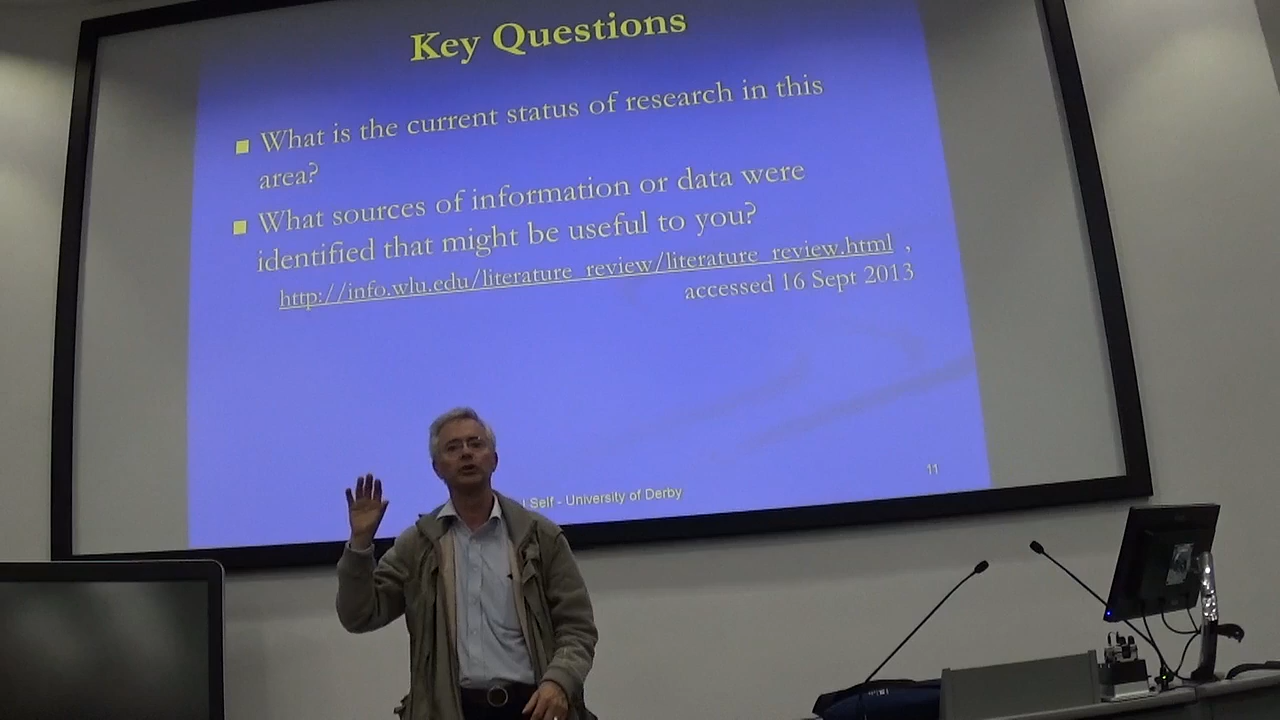 Key Questions
What is the current status of research in this
area?
What sources of information or data were
identified that might be useful to you?
http://info.wlu.edu/literature_review/literature_review.html ,
accessed 16 Sept 2013
11
Self - University of Derby